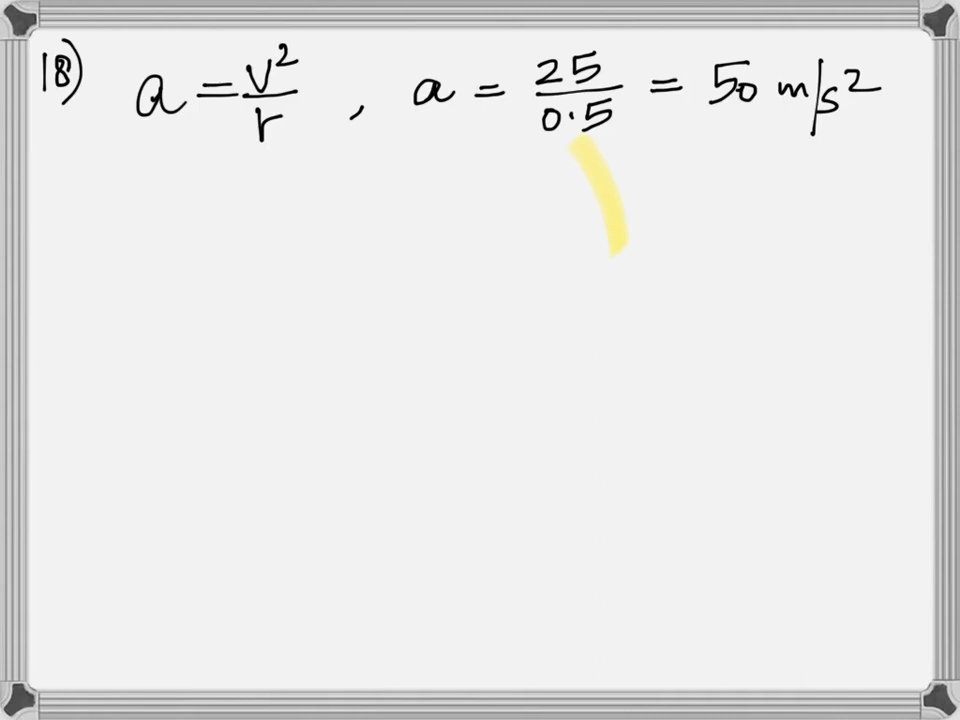 18) a = v²/r , a = 25/0.5 = 50 m/s²